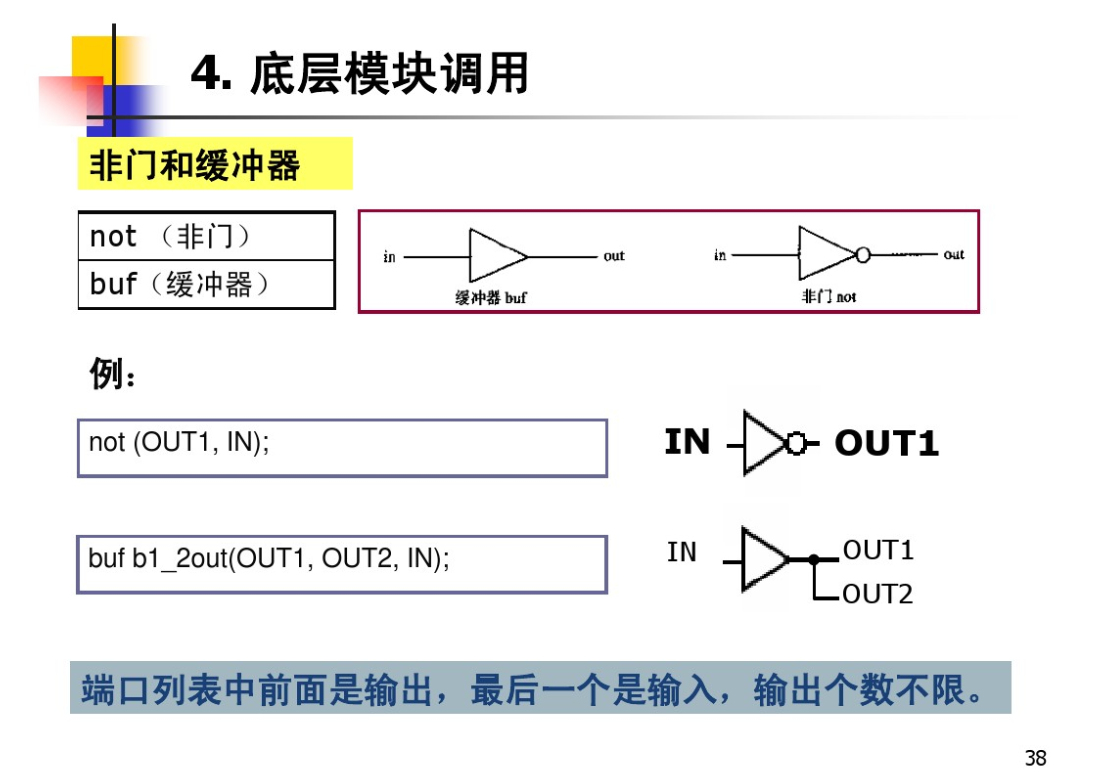 4. 底层模块调用
非门和缓冲器
not （非门）
buf（缓冲器）
in
out
缓冲器 buf
in
out
非门 not
例：
not (OUT1, IN);
IN
OUT1
buf b1_2out(OUT1, OUT2, IN);
IN
OUT1
OUT2
端口列表中前面是输出，最后一个是输入，输出个数不限。
38